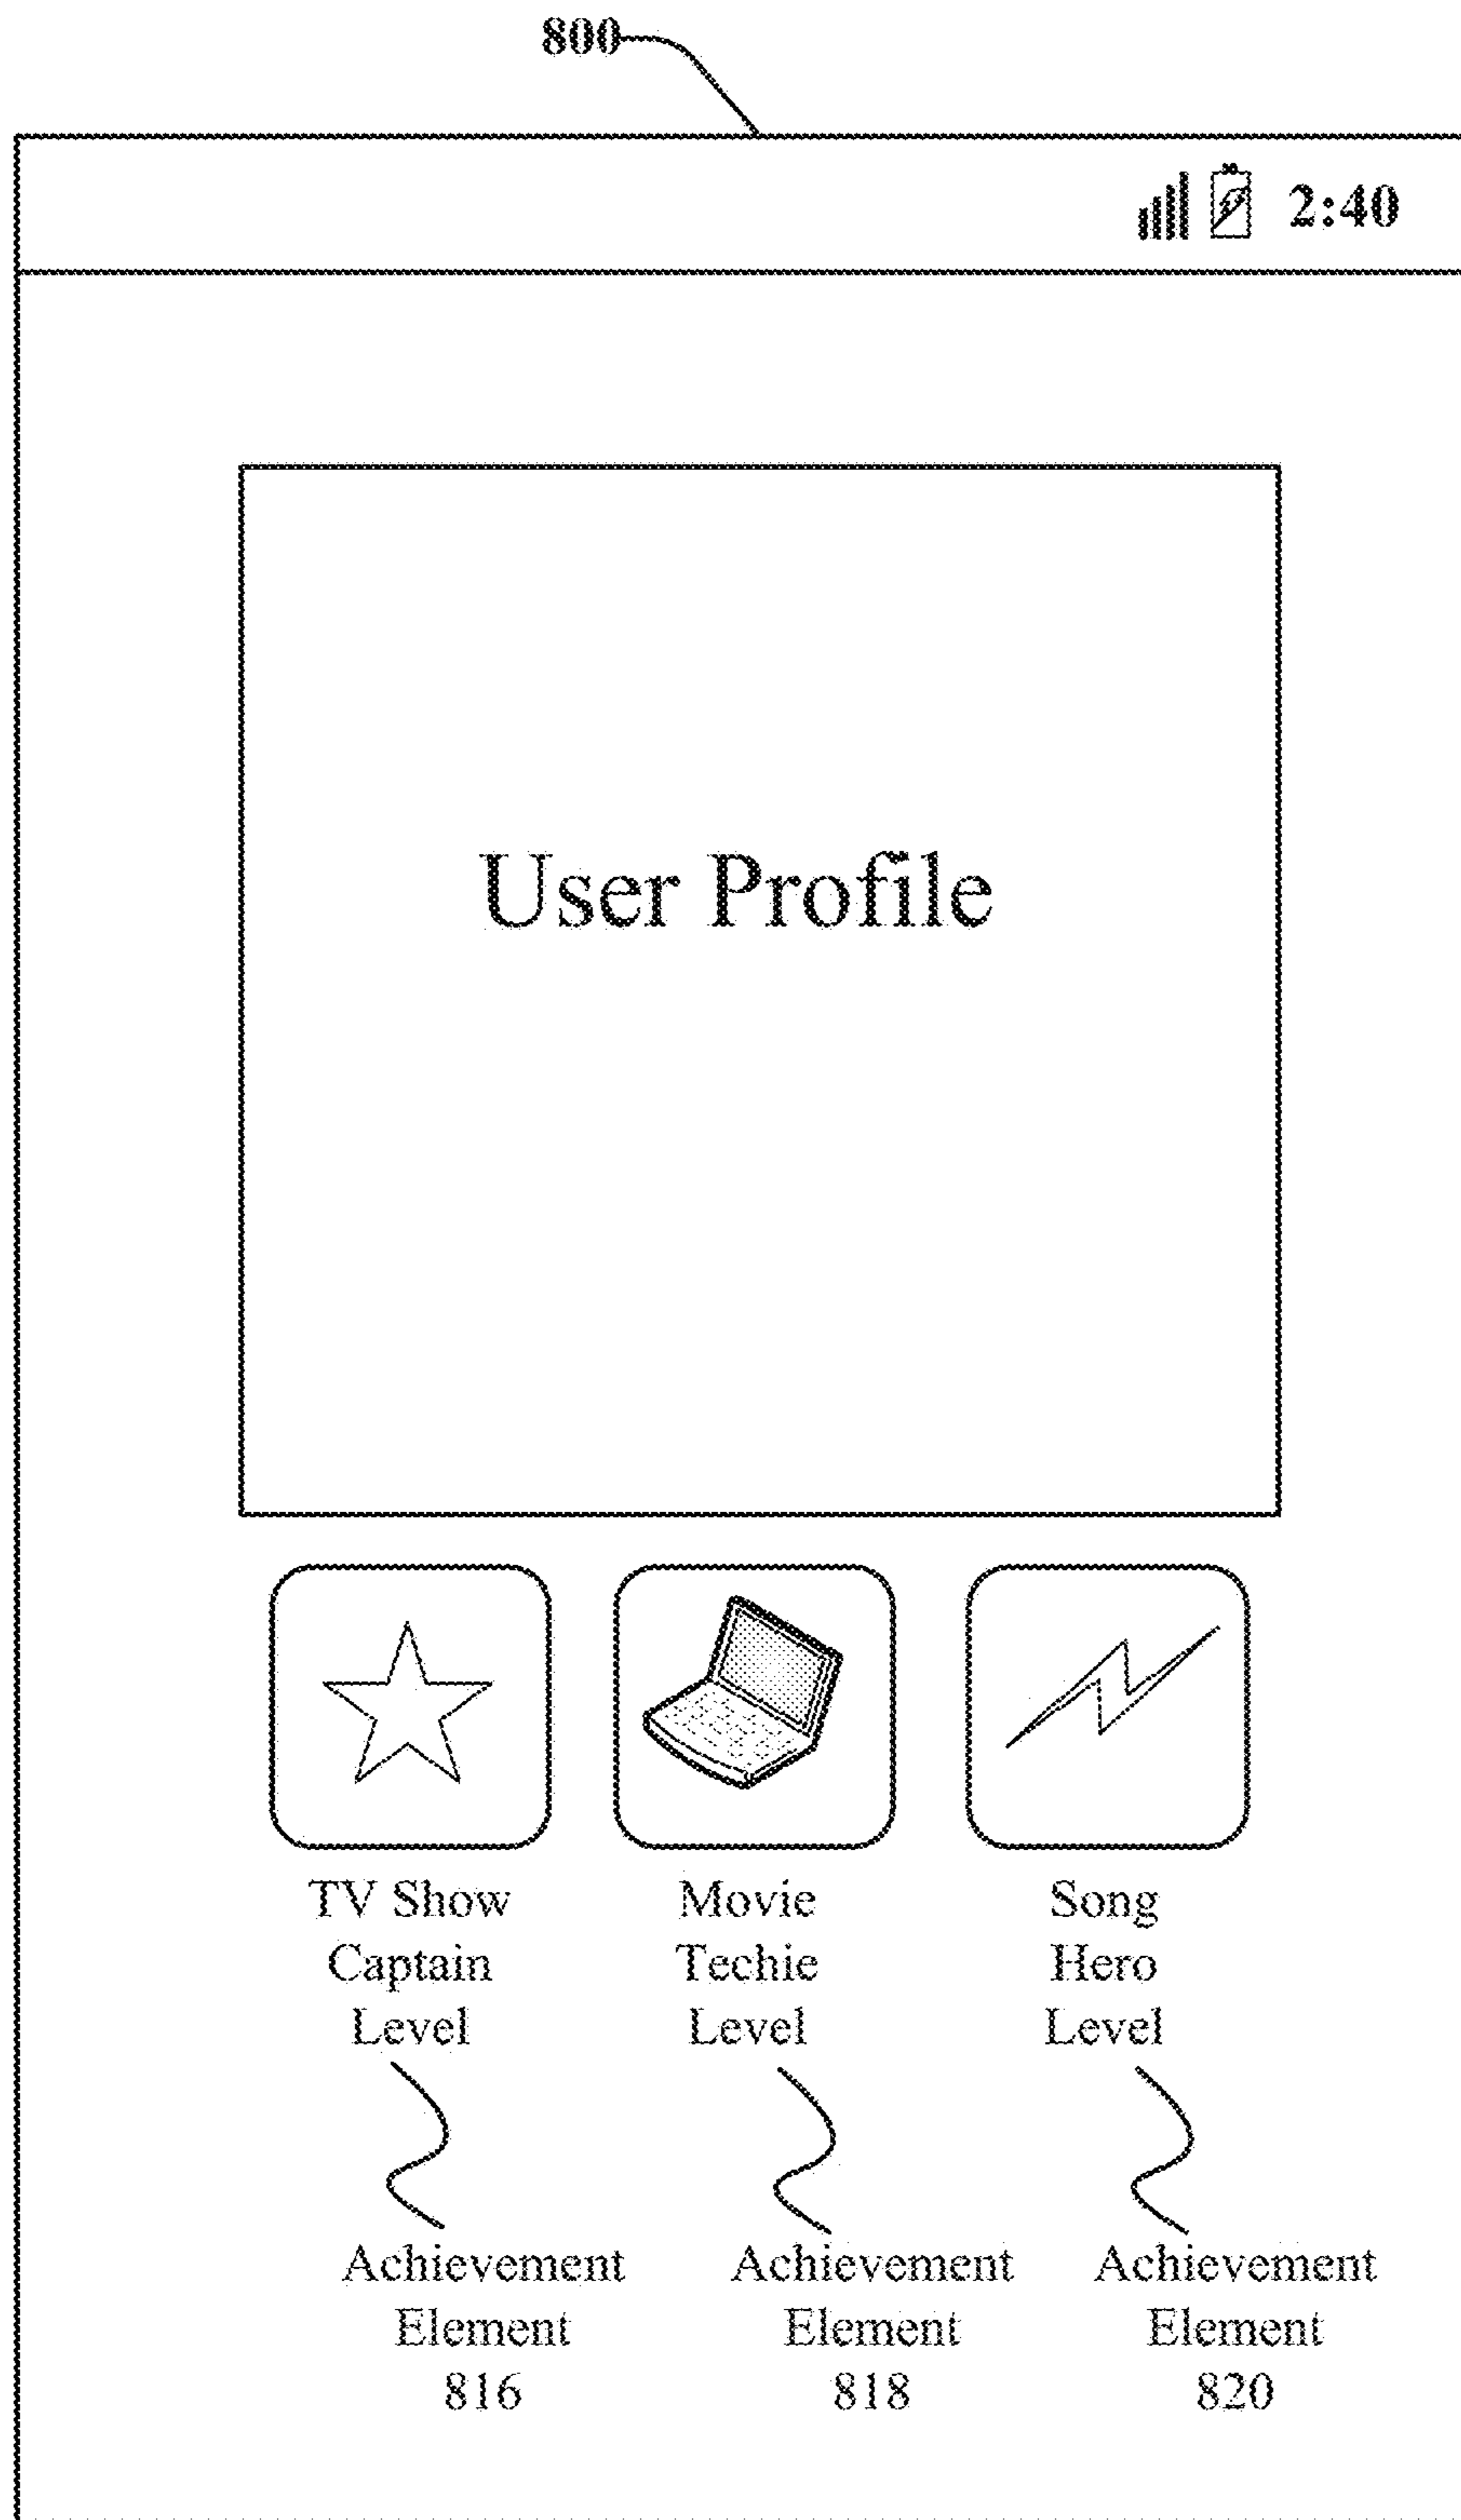 800
2:40
User Profile
TV Show
Captain
Level
Movie
Techie
Level
Song
Hero
Level
Achievement
Element
816
Achievement
Element
818
Achievement
Element
820